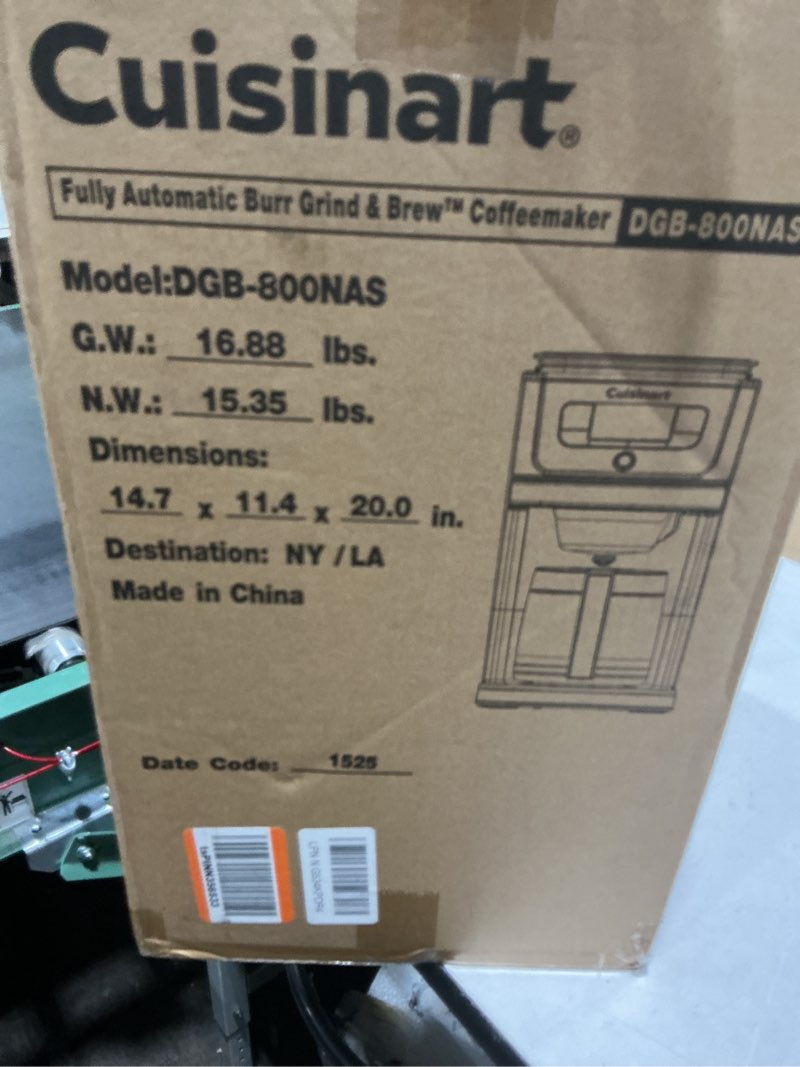 Cuisinart®
Fully Automatic Burr Grind & Brew™ Coffeemaker DGB-800NAS
Model:DGB-800NAS
G.W.: 16.88 lbs.
N.W.: 15.35 lbs.
Dimensions:
14.7 x 11.4 x 20.0 in.
Destination: NY / LA
Made in China
Cuisinart
Date Code: 1525